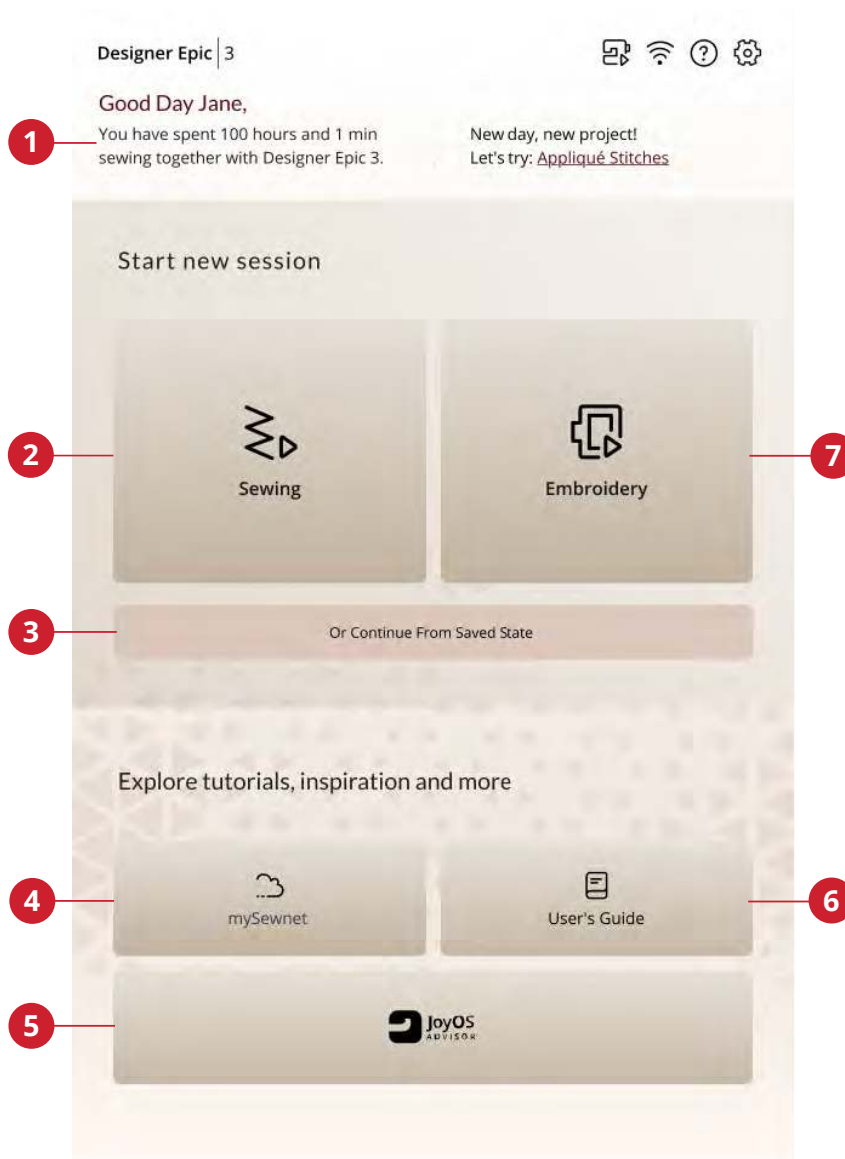 Designer Epic 3
Good Day Jane,
You have spent 100 hours and 1 min
sewing together with Designer Epic 3.
New day, new project!
Let's try: Appliqué Stitches
1
Start new session
2
Sewing
Embroidery
7
3
Or Continue From Saved State
Explore tutorials, inspiration and more
4
mySewnet
User's Guide
6
5
JoyOS
ADVISOR